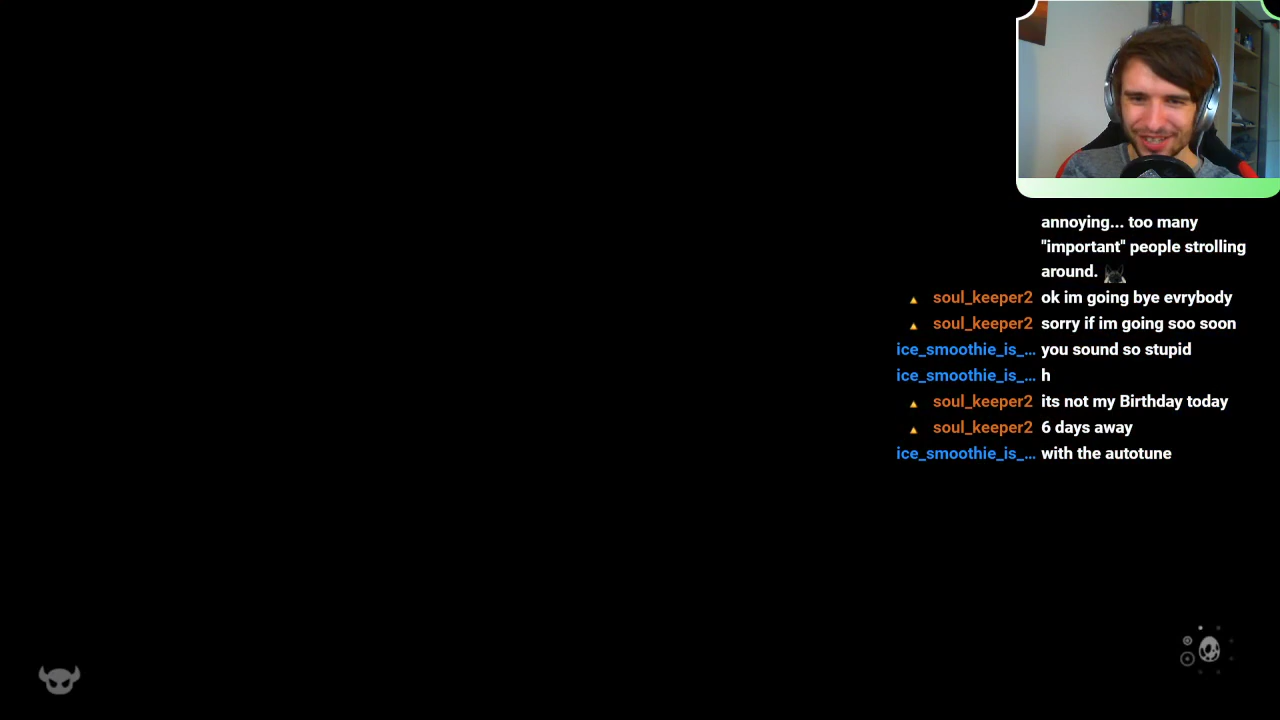 annoying... too many
"important" people strolling
around.
soul_keeper2 ok im going bye evrybody
soul_keeper2 sorry if im going soo soon
ice_smoothie_is_... you sound so stupid
ice_smoothie_is_... h
soul_keeper2 its not my Birthday today
soul_keeper2 6 days away
ice_smoothie_is_... with the autotune